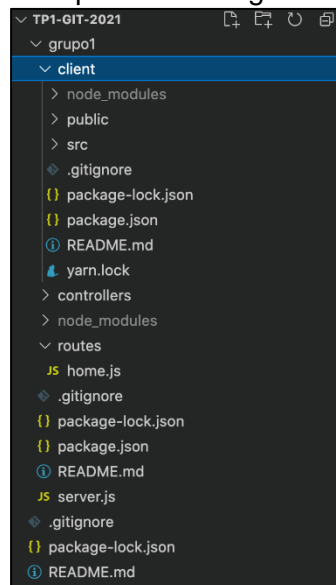 TP1-GIT-2021
grupo1
client
node_modules
public
src
.gitignore
{} package-lock.json
{} package.json
README.md
yarn.lock
controllers
node_modules
routes
JS home.js
.gitignore
{} package-lock.json
{} package.json
README.md
JS server.js
.gitignore
{} package-lock.json
README.md